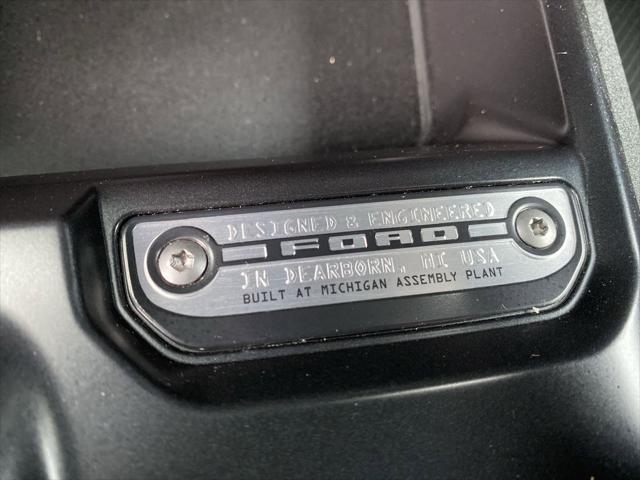 DESIGNED & ENGINEERED
FORD
IN DEARBORN, MI USA
BUILT AT MICHIGAN ASSEMBLY PLANT